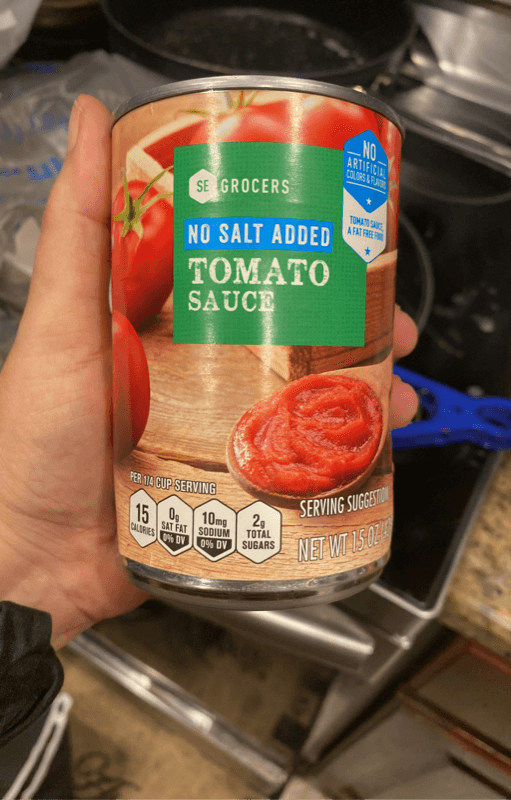 SE GROCERS
NO SALT ADDED
TOMATO
SAUCE
NO
ARTIFICIAL
COLORS & FLAVORS
TOMATO SAUCE,
A FAT FREE FOOD
PER 1/4 CUP SERVING
15
CALORIES
0g
SAT FAT
0% DV
10mg
SODIUM
0% DV
2g
TOTAL
SUGARS
SERVING SUGGESTION
NET WT 15 OZ